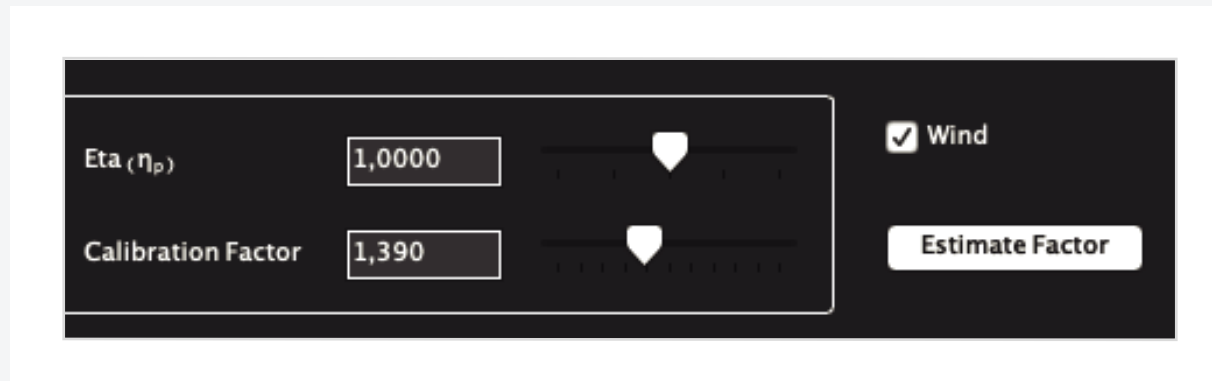 Wind
Eta (ηp) 1,0000
Calibration Factor 1,390
Estimate Factor